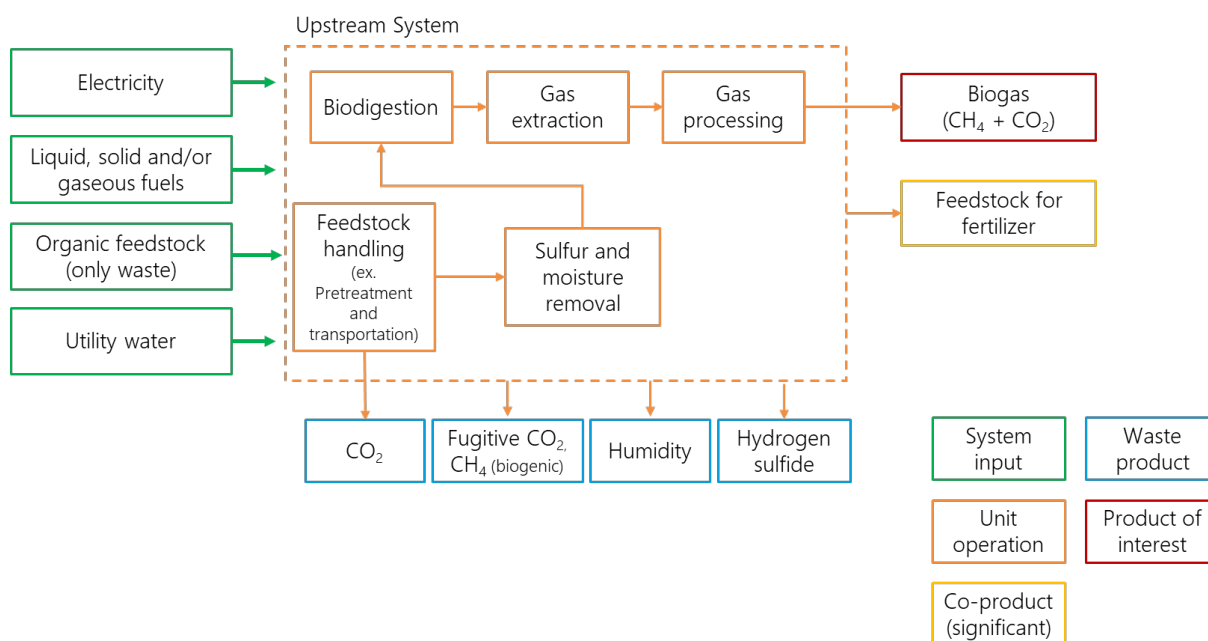 Upstream System
Electricity
Liquid, solid and/or
gaseous fuels
Organic feedstock
(only waste)
Utility water
Biodigestion
Gas
extraction
Gas
processing
Feedstock
handling
(ex.
Pretreatment
and
transportation)
Sulfur and
moisture
removal
Biogas
(CH₄ + CO₂)
Feedstock for
fertilizer
CO₂
Fugitive CO₂,
CH₄ (biogenic)
Humidity
Hydrogen
sulfide
System
input
Waste
product
Unit
operation
Product of
interest
Co-product
(significant)